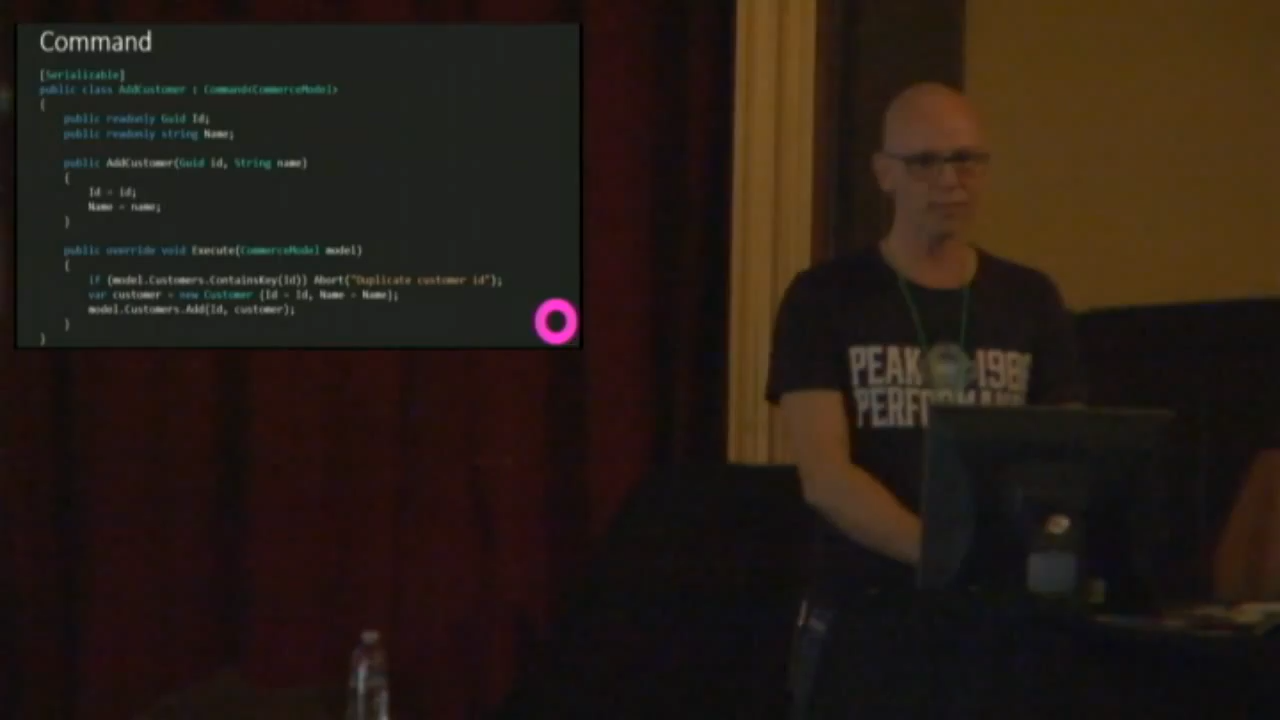 Command
[Serializable]
public class AddCustomer : Command<CommerceModel>
{
public readonly Guid Id;
public readonly string Name;
public AddCustomer(Guid id, String name)
{
Id = id;
Name = name;
}
public override void Execute(CommerceModel model)
{
if (model.Customers.ContainsKey(Id)) Abort("Duplicate customer id");
var customer = new Customer {Id = Id, Name = Name};
model.Customers.Add(Id, customer);
}
}
PEAK 198
PERFORMAN